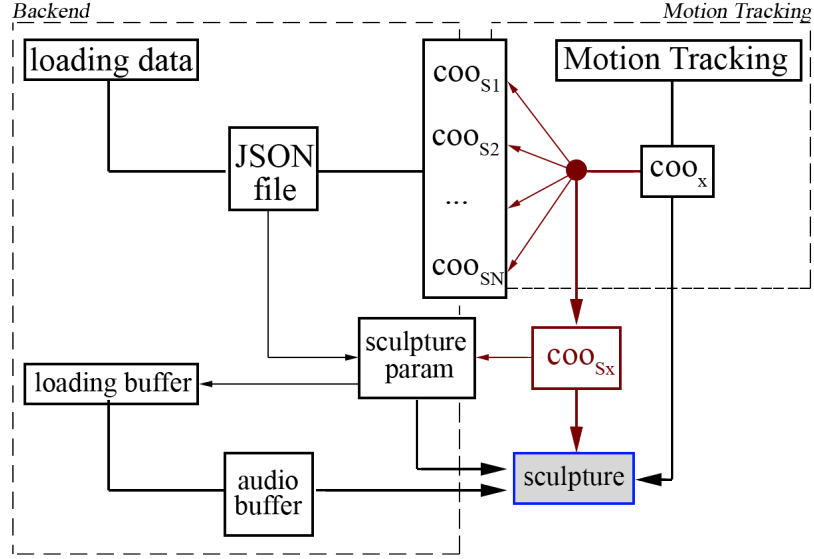 Backend
Motion Tracking
loading data
Motion Tracking
coo_S1
coo_S2
...
coo_SN
JSON
file
coo_x
sculpture
param
coo_Sx
loading buffer
audio
buffer
sculpture